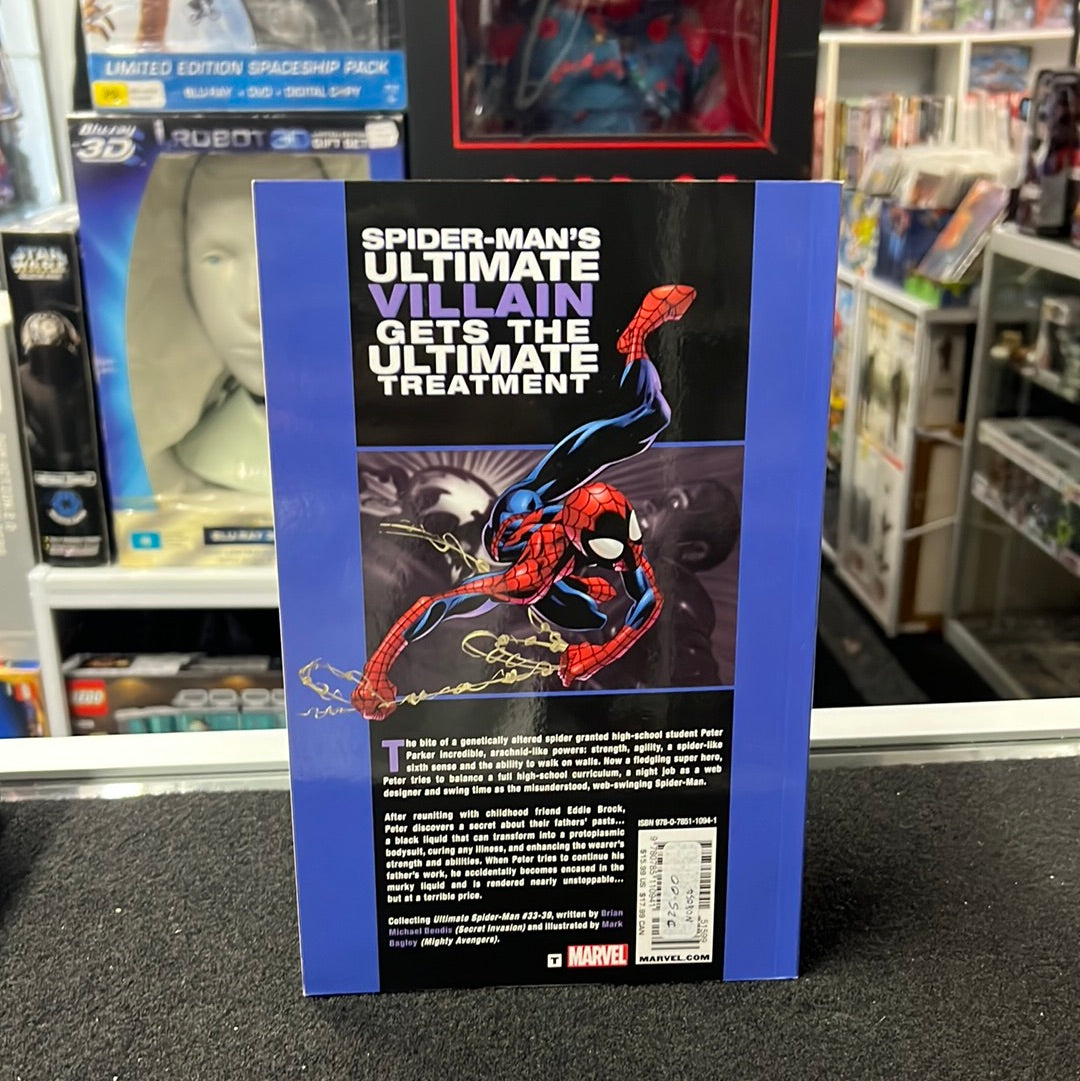 LIMITED EDITION SPACESHIP PACK
BLU-RAY + DVD + DIGITAL COPY
Blu-ray
3D
I, ROBOT 3D
GIFT SET
STAR
WARS
BLU-RAY
LEGO
SPIDER-MAN'S
ULTIMATE
VILLAIN
GETS THE
ULTIMATE
TREATMENT
The bite of a genetically altered spider granted high-school student Peter
Parker incredible, arachnid-like powers: strength, agility, a spider-like
sixth sense and the ability to walk on walls. Now a fledgling super hero,
Peter tries to balance a full high-school curriculum, a night job as a web
designer and swing time as the misunderstood, web-swinging Spider-Man.
After reuniting with childhood friend Eddie Brock,
Peter discovers a secret about their fathers' pasts...
a black liquid that can transform into a protoplasmic
bodysuit, curing any illness, and enhancing the wearer's
strength and abilities. When Peter tries to continue his
father's work, he accidentally becomes encased in the
murky liquid and is rendered nearly unstoppable...
but at a terrible price.
Collecting Ultimate Spider-Man #33-39, written by Brian
Michael Bendis (Secret Invasion) and illustrated by Mark
Bagley (Mighty Avengers).
T
MARVEL
ISBN 978-0-7851-1094-1
9 780785 110941
51599
$15.99 US $17.99 CAN
MARVEL.COM